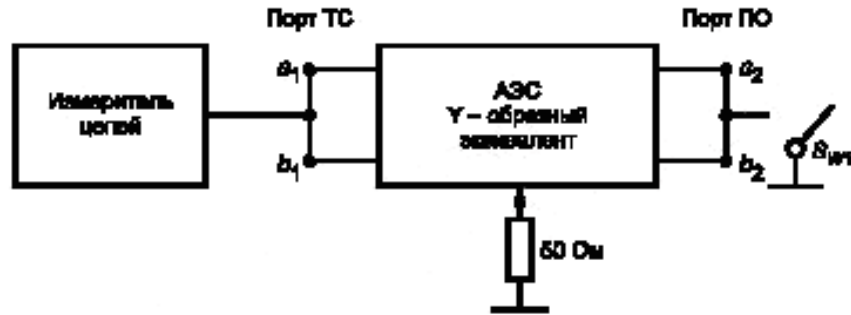 Порт ТС
Порт ПО
Измеритель
цепей
a₁
b₁
АЭС
Y – образный
эквивалент
a₂
b₂
50 Ом